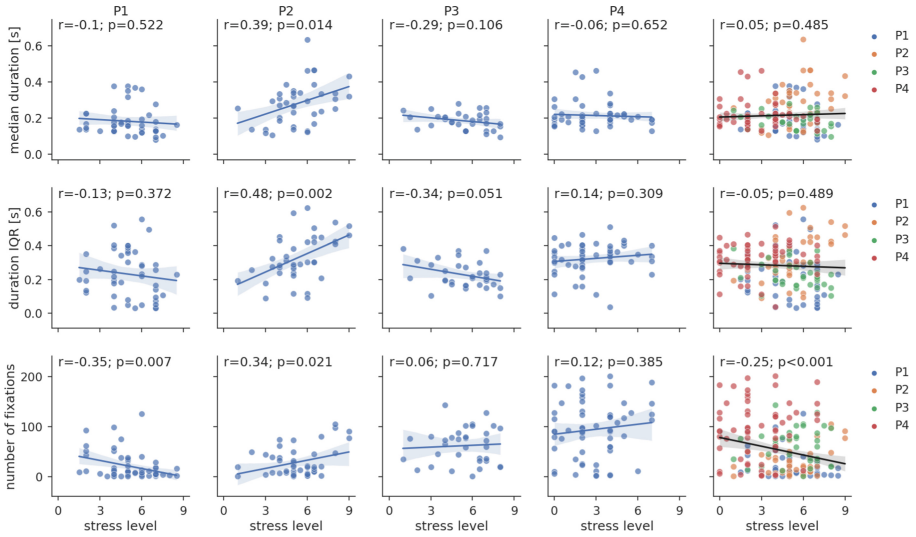 P1 P2 P3 P4
r=-0.1; p=0.522 r=0.39; p=0.014 r=-0.29; p=0.106 r=-0.06; p=0.652 r=0.05; p=0.485
median duration [s]
0.6
0.4
0.2
0.0
P1
P2
P3
P4
r=-0.13; p=0.372 r=0.48; p=0.002 r=-0.34; p=0.051 r=0.14; p=0.309 r=-0.05; p=0.489
duration IQR [s]
0.6
0.4
0.2
0.0
P1
P2
P3
P4
r=-0.35; p=0.007 r=0.34; p=0.021 r=0.06; p=0.717 r=0.12; p=0.385 r=-0.25; p<0.001
number of fixations
200
100
0
P1
P2
P3
P4
0 3 6 9 0 3 6 9 0 3 6 9 0 3 6 9 0 3 6 9
stress level stress level stress level stress level stress level